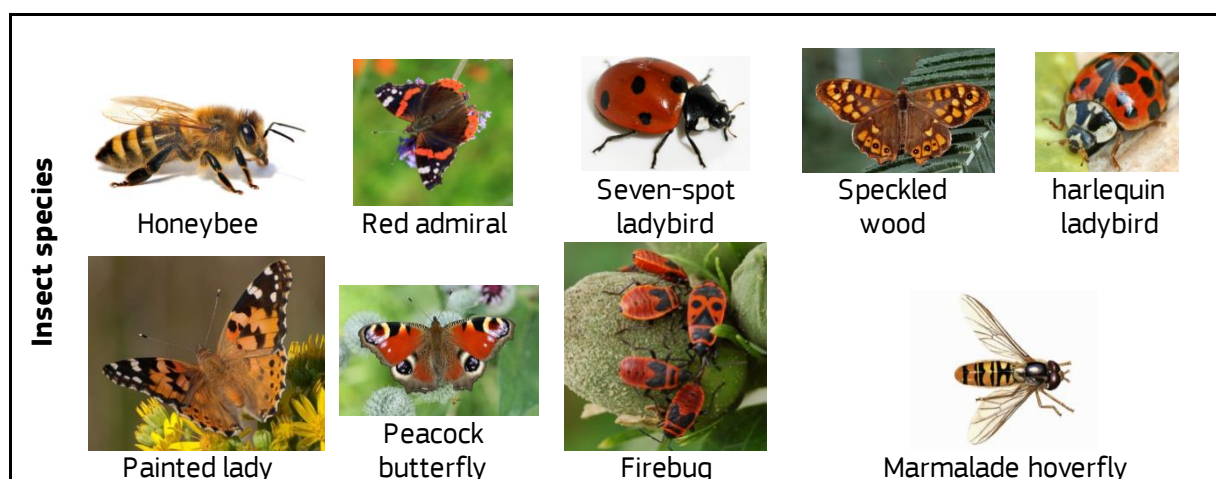 Insect species
Honeybee
Red admiral
Seven-spot
ladybird
Speckled
wood
harlequin
ladybird
Painted lady
Peacock
butterfly
Firebug
Marmalade hoverfly